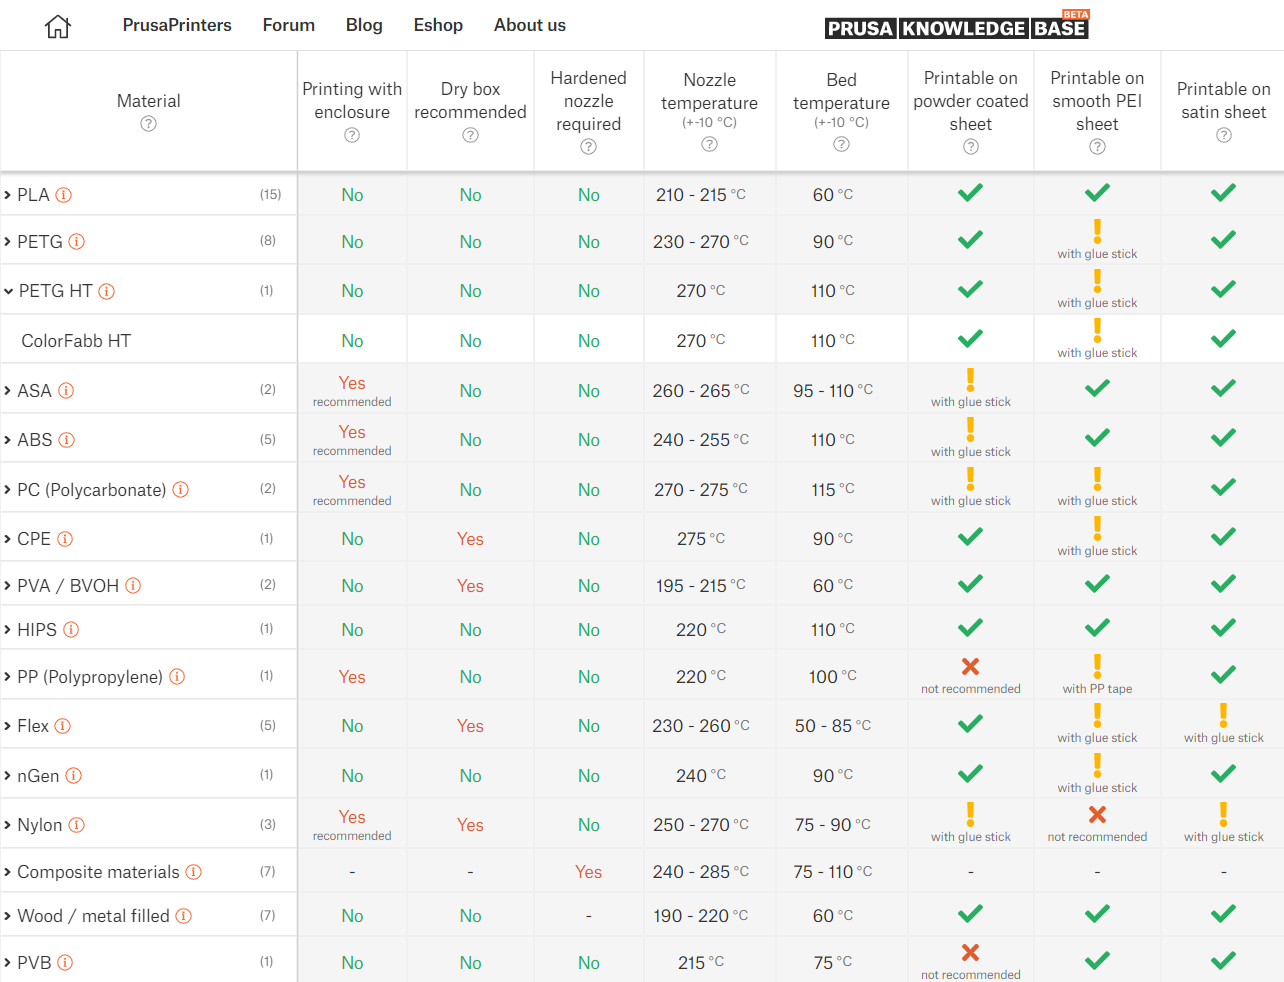 PrusaPrinters Forum Blog Eshop About us PRUSA KNOWLEDGE BASE BETA
Material ?
Printing with enclosure ?
Dry box recommended ?
Hardened nozzle required ?
Nozzle temperature (+-10 °C) ?
Bed temperature (+-10 °C) ?
Printable on powder coated sheet ?
Printable on smooth PEI sheet ?
Printable on satin sheet ?
PLA (15) No No No 210 - 215 °C 60 °C
PETG (8) No No No 230 - 270 °C 90 °C with glue stick
PETG HT (1) No No No 270 °C 110 °C with glue stick
ColorFabb HT No No No 270 °C 110 °C with glue stick
ASA (2) Yes recommended No No 260 - 265 °C 95 - 110 °C with glue stick
ABS (5) Yes recommended No No 240 - 255 °C 110 °C with glue stick
PC (Polycarbonate) (2) Yes recommended No No 270 - 275 °C 115 °C with glue stick with glue stick
CPE (1) No Yes No 275 °C 90 °C with glue stick
PVA / BVOH (2) No Yes No 195 - 215 °C 60 °C
HIPS (1) No No No 220 °C 110 °C
PP (Polypropylene) (1) Yes No No 220 °C 100 °C not recommended with PP tape
Flex (5) No Yes No 230 - 260 °C 50 - 85 °C with glue stick with glue stick
nGen (1) No No No 240 °C 90 °C with glue stick
Nylon (3) Yes recommended Yes No 250 - 270 °C 75 - 90 °C with glue stick not recommended with glue stick
Composite materials (7) - - Yes 240 - 285 °C 75 - 110 °C - - -
Wood / metal filled (7) No No - 190 - 220 °C 60 °C
PVB (1) No No No 215 °C 75 °C not recommended